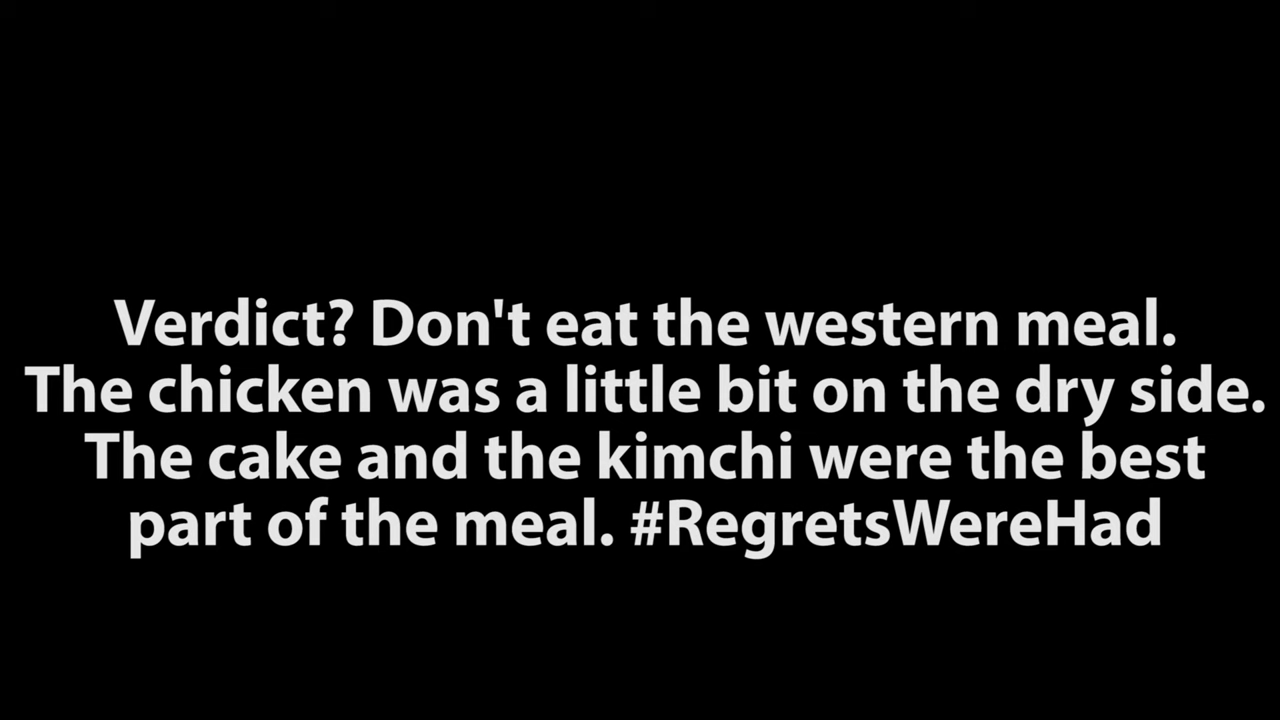 Verdict? Don't eat the western meal.
The chicken was a little bit on the dry side.
The cake and the kimchi were the best
part of the meal. #RegretsWereHad